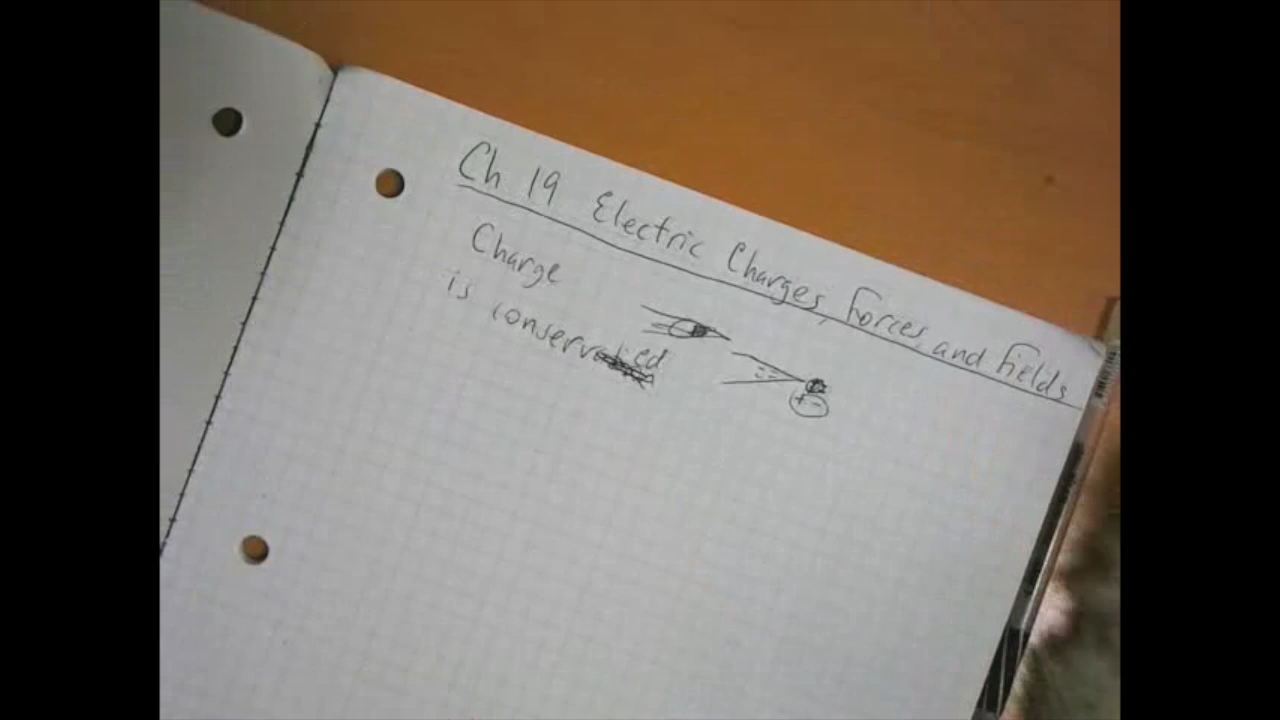 Ch 19 Electric Charges, Forces, and Fields
Charge
is conserved
+ -